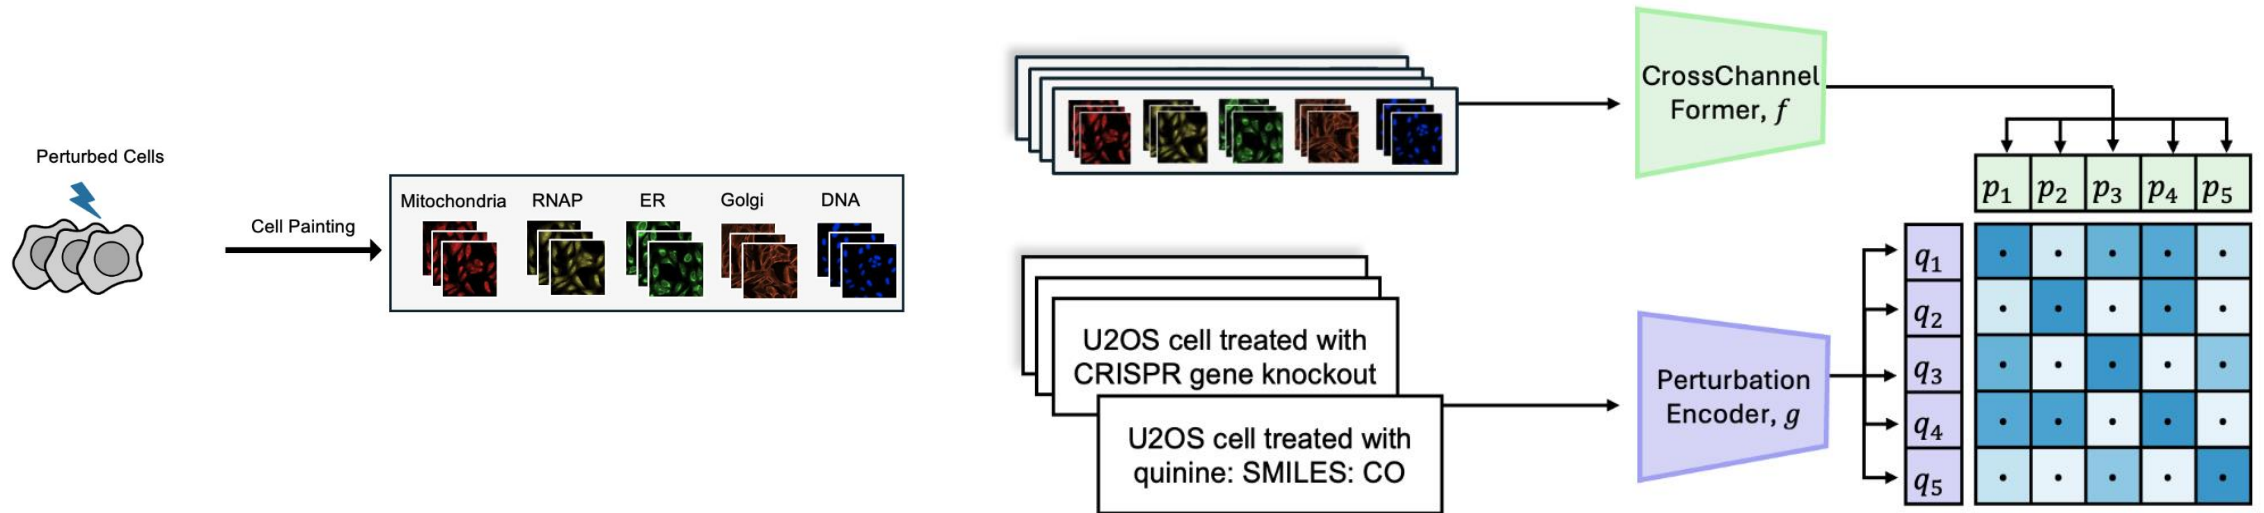 Perturbed Cells
Cell Painting
Mitochondria RNAP ER Golgi DNA
CrossChannel
Former, f
p₁ p₂ p₃ p₄ p₅
U2OS cell treated with
CRISPR gene knockout
U2OS cell treated with
quinine: SMILES: CO
Perturbation
Encoder, g
q₁
q₂
q₃
q₄
q₅